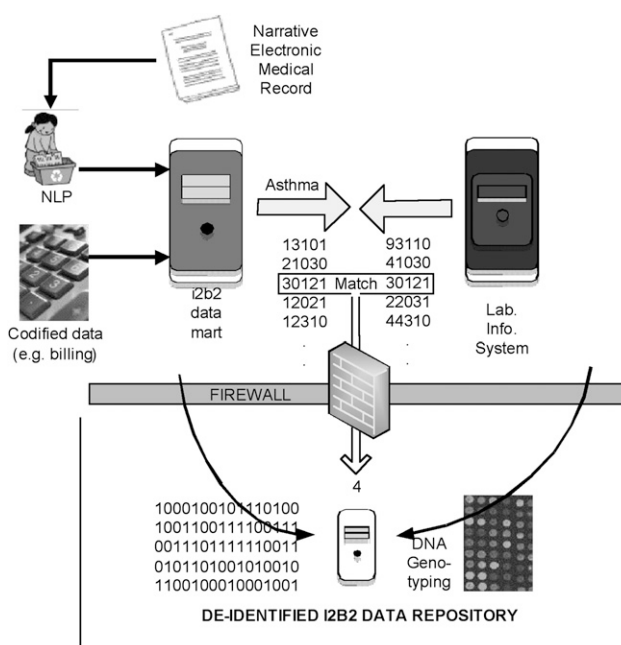 Narrative
Electronic
Medical
Record
NLP
Codified data
(e.g. billing)
i2b2
data
mart
Asthma
13101
21030
30121
12021
12310
.
.
Match
93110
41030
30121
22031
44310
.
.
Lab.
Info.
System
FIREWALL
4
1000100101110100
1001100111100111
0011101111110011
0101101001010010
1100100010001001
DNA
Geno-
typing
DE-IDENTIFIED I2B2 DATA REPOSITORY